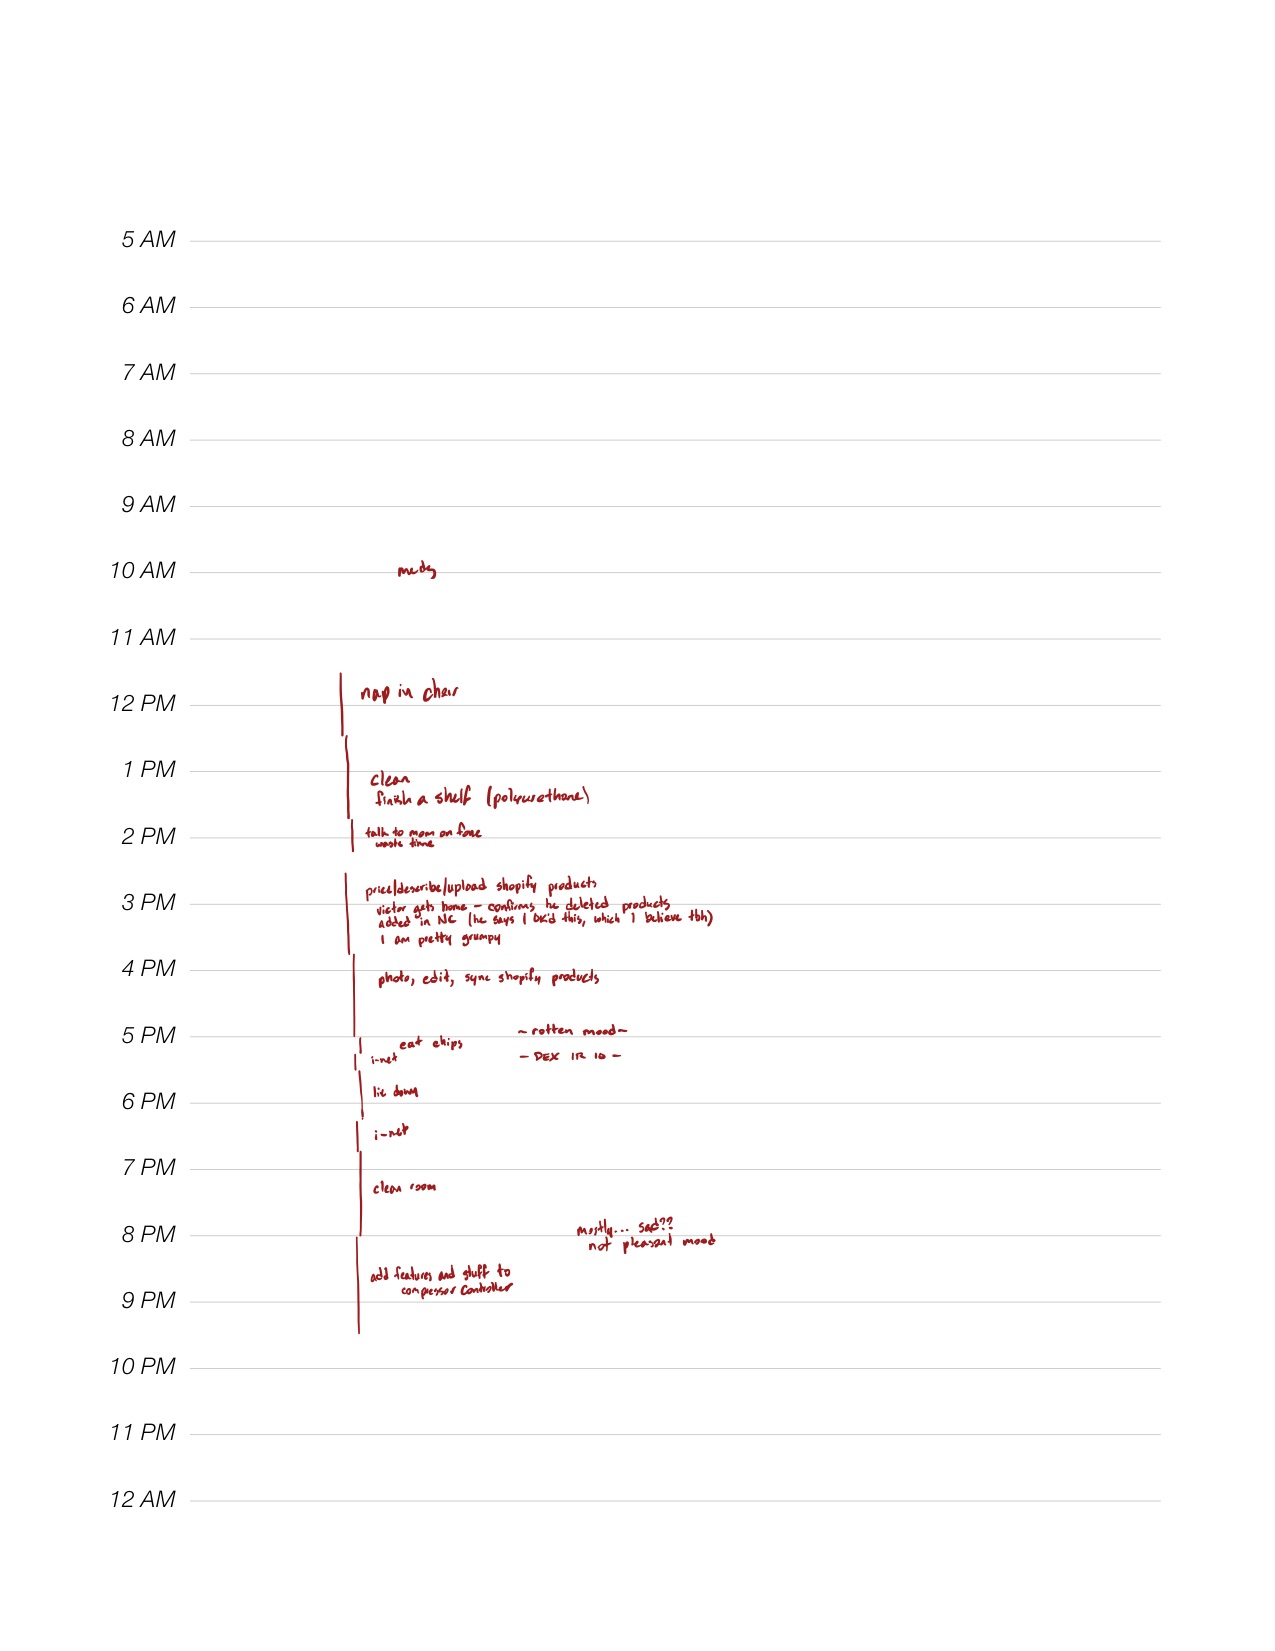 5 AM
6 AM
7 AM
8 AM
9 AM
10 AM meds
11 AM
nap in chair
12 PM
1 PM
clean
finish a shelf (polyurethane)
talk to mom on fone
2 PM
waste time
price/describe/upload shopify products
3 PM
victor gets home – confirms he deleted products
added in NC (he says I OK'd this, which I believe tbh)
I am pretty grumpy
4 PM
photo, edit, sync shopify products
5 PM ~ rotten mood ~
eat chips
i-net – DEX IR 10 –
lie down
6 PM
i-net
7 PM
clean room
mostly... sad??
8 PM
not pleasant mood
add features and stuff to
compressor controller
9 PM
10 PM
11 PM
12 AM